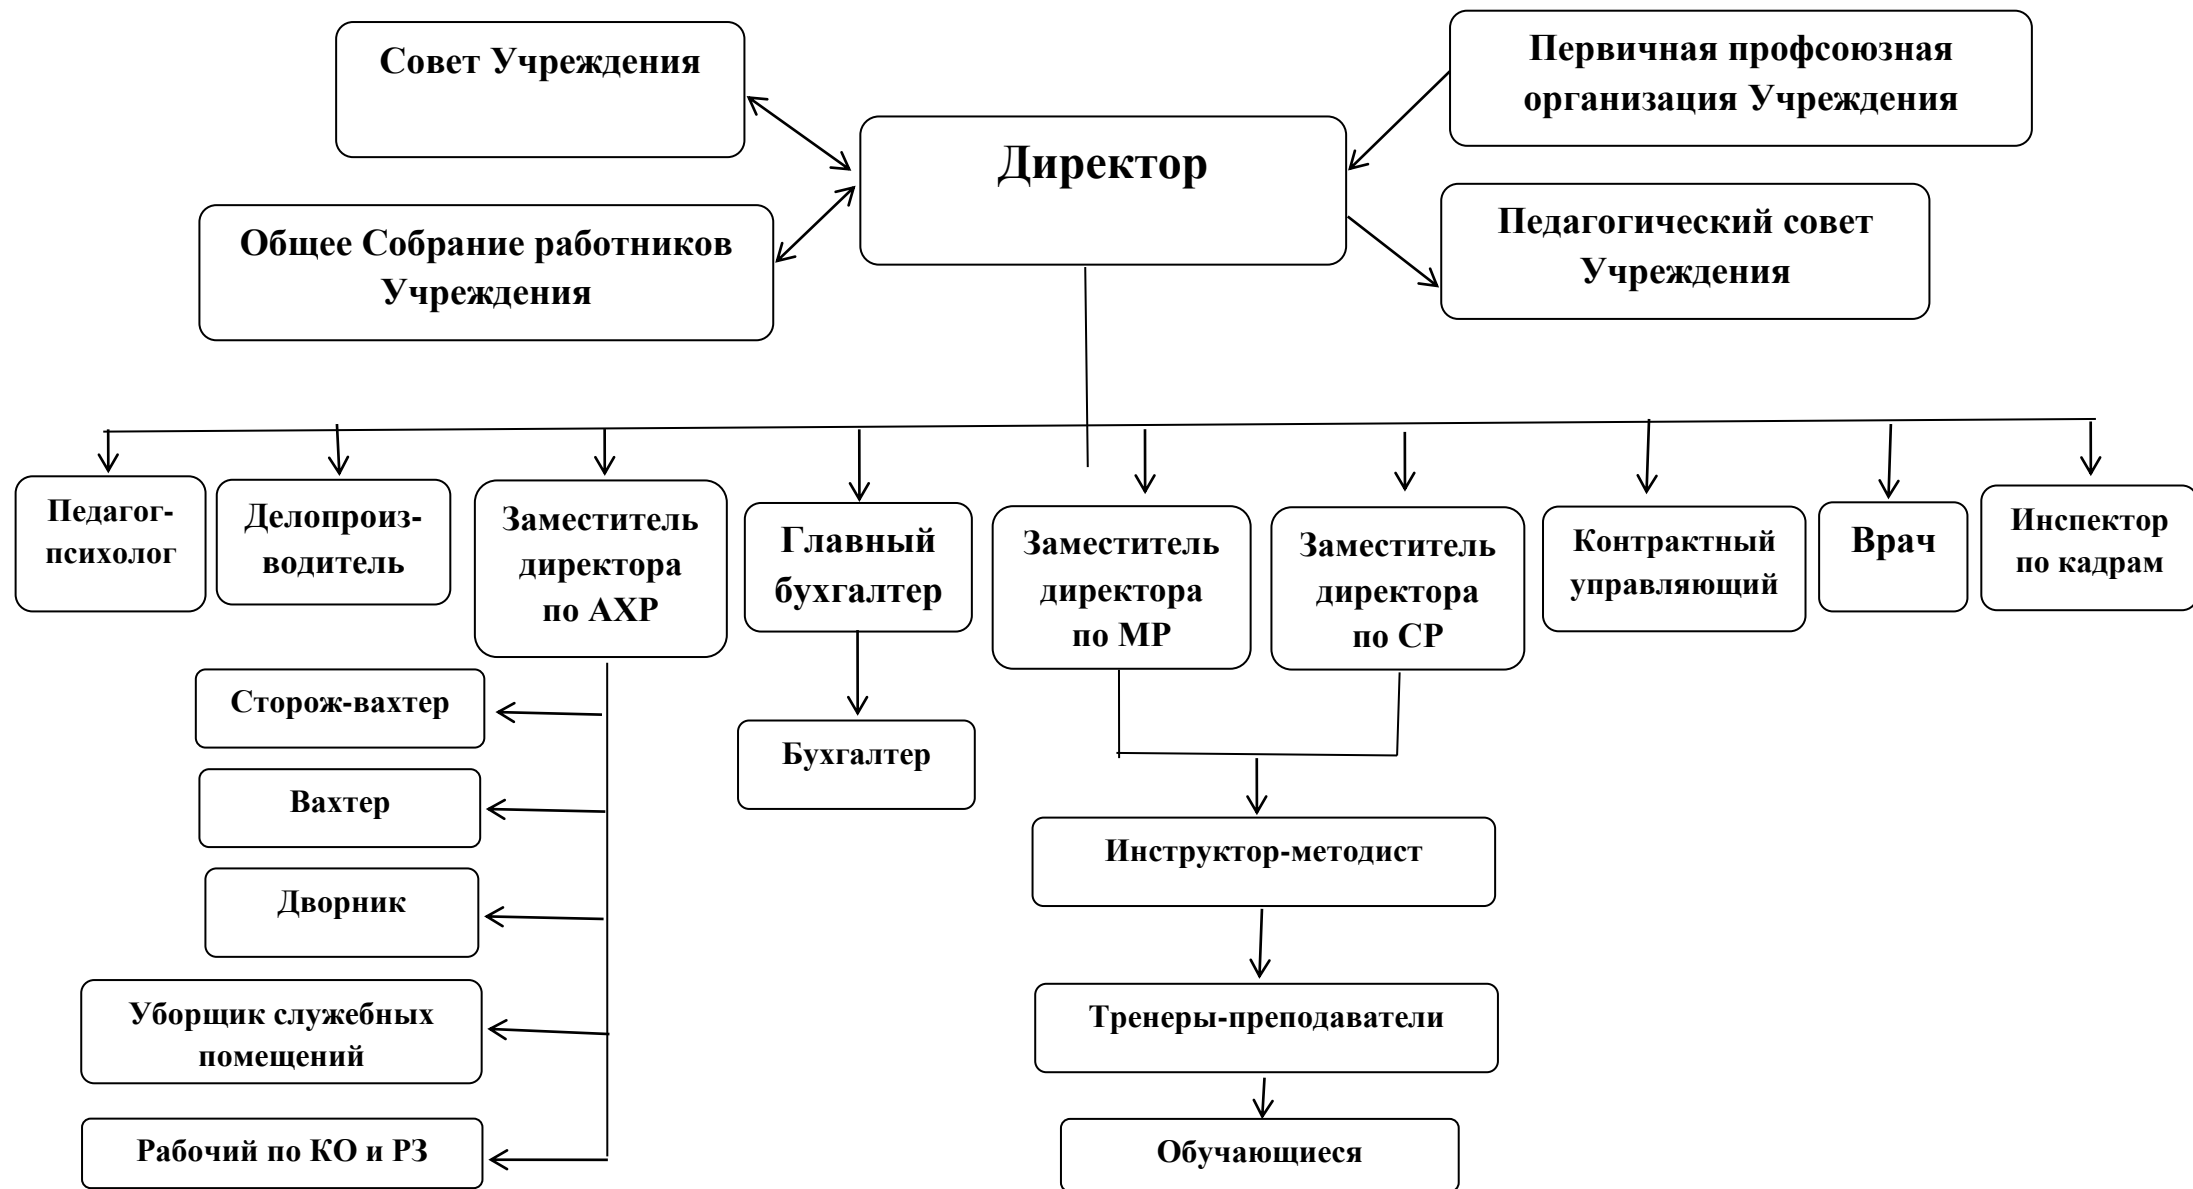 Совет Учреждения
Первичная профсоюзная
организация Учреждения
Директор
Общее Собрание работников
Учреждения
Педагогический совет
Учреждения
Педагог-
психолог
Делопроиз-
водитель
Заместитель
директора
по АХР
Главный
бухгалтер
Заместитель
директора
по МР
Заместитель
директора
по СР
Контрактный
управляющий
Врач
Инспектор
по кадрам
Сторож-вахтер
Вахтер
Дворник
Уборщик служебных
помещений
Рабочий по КО и РЗ
Бухгалтер
Инструктор-методист
Тренеры-преподаватели
Обучающиеся